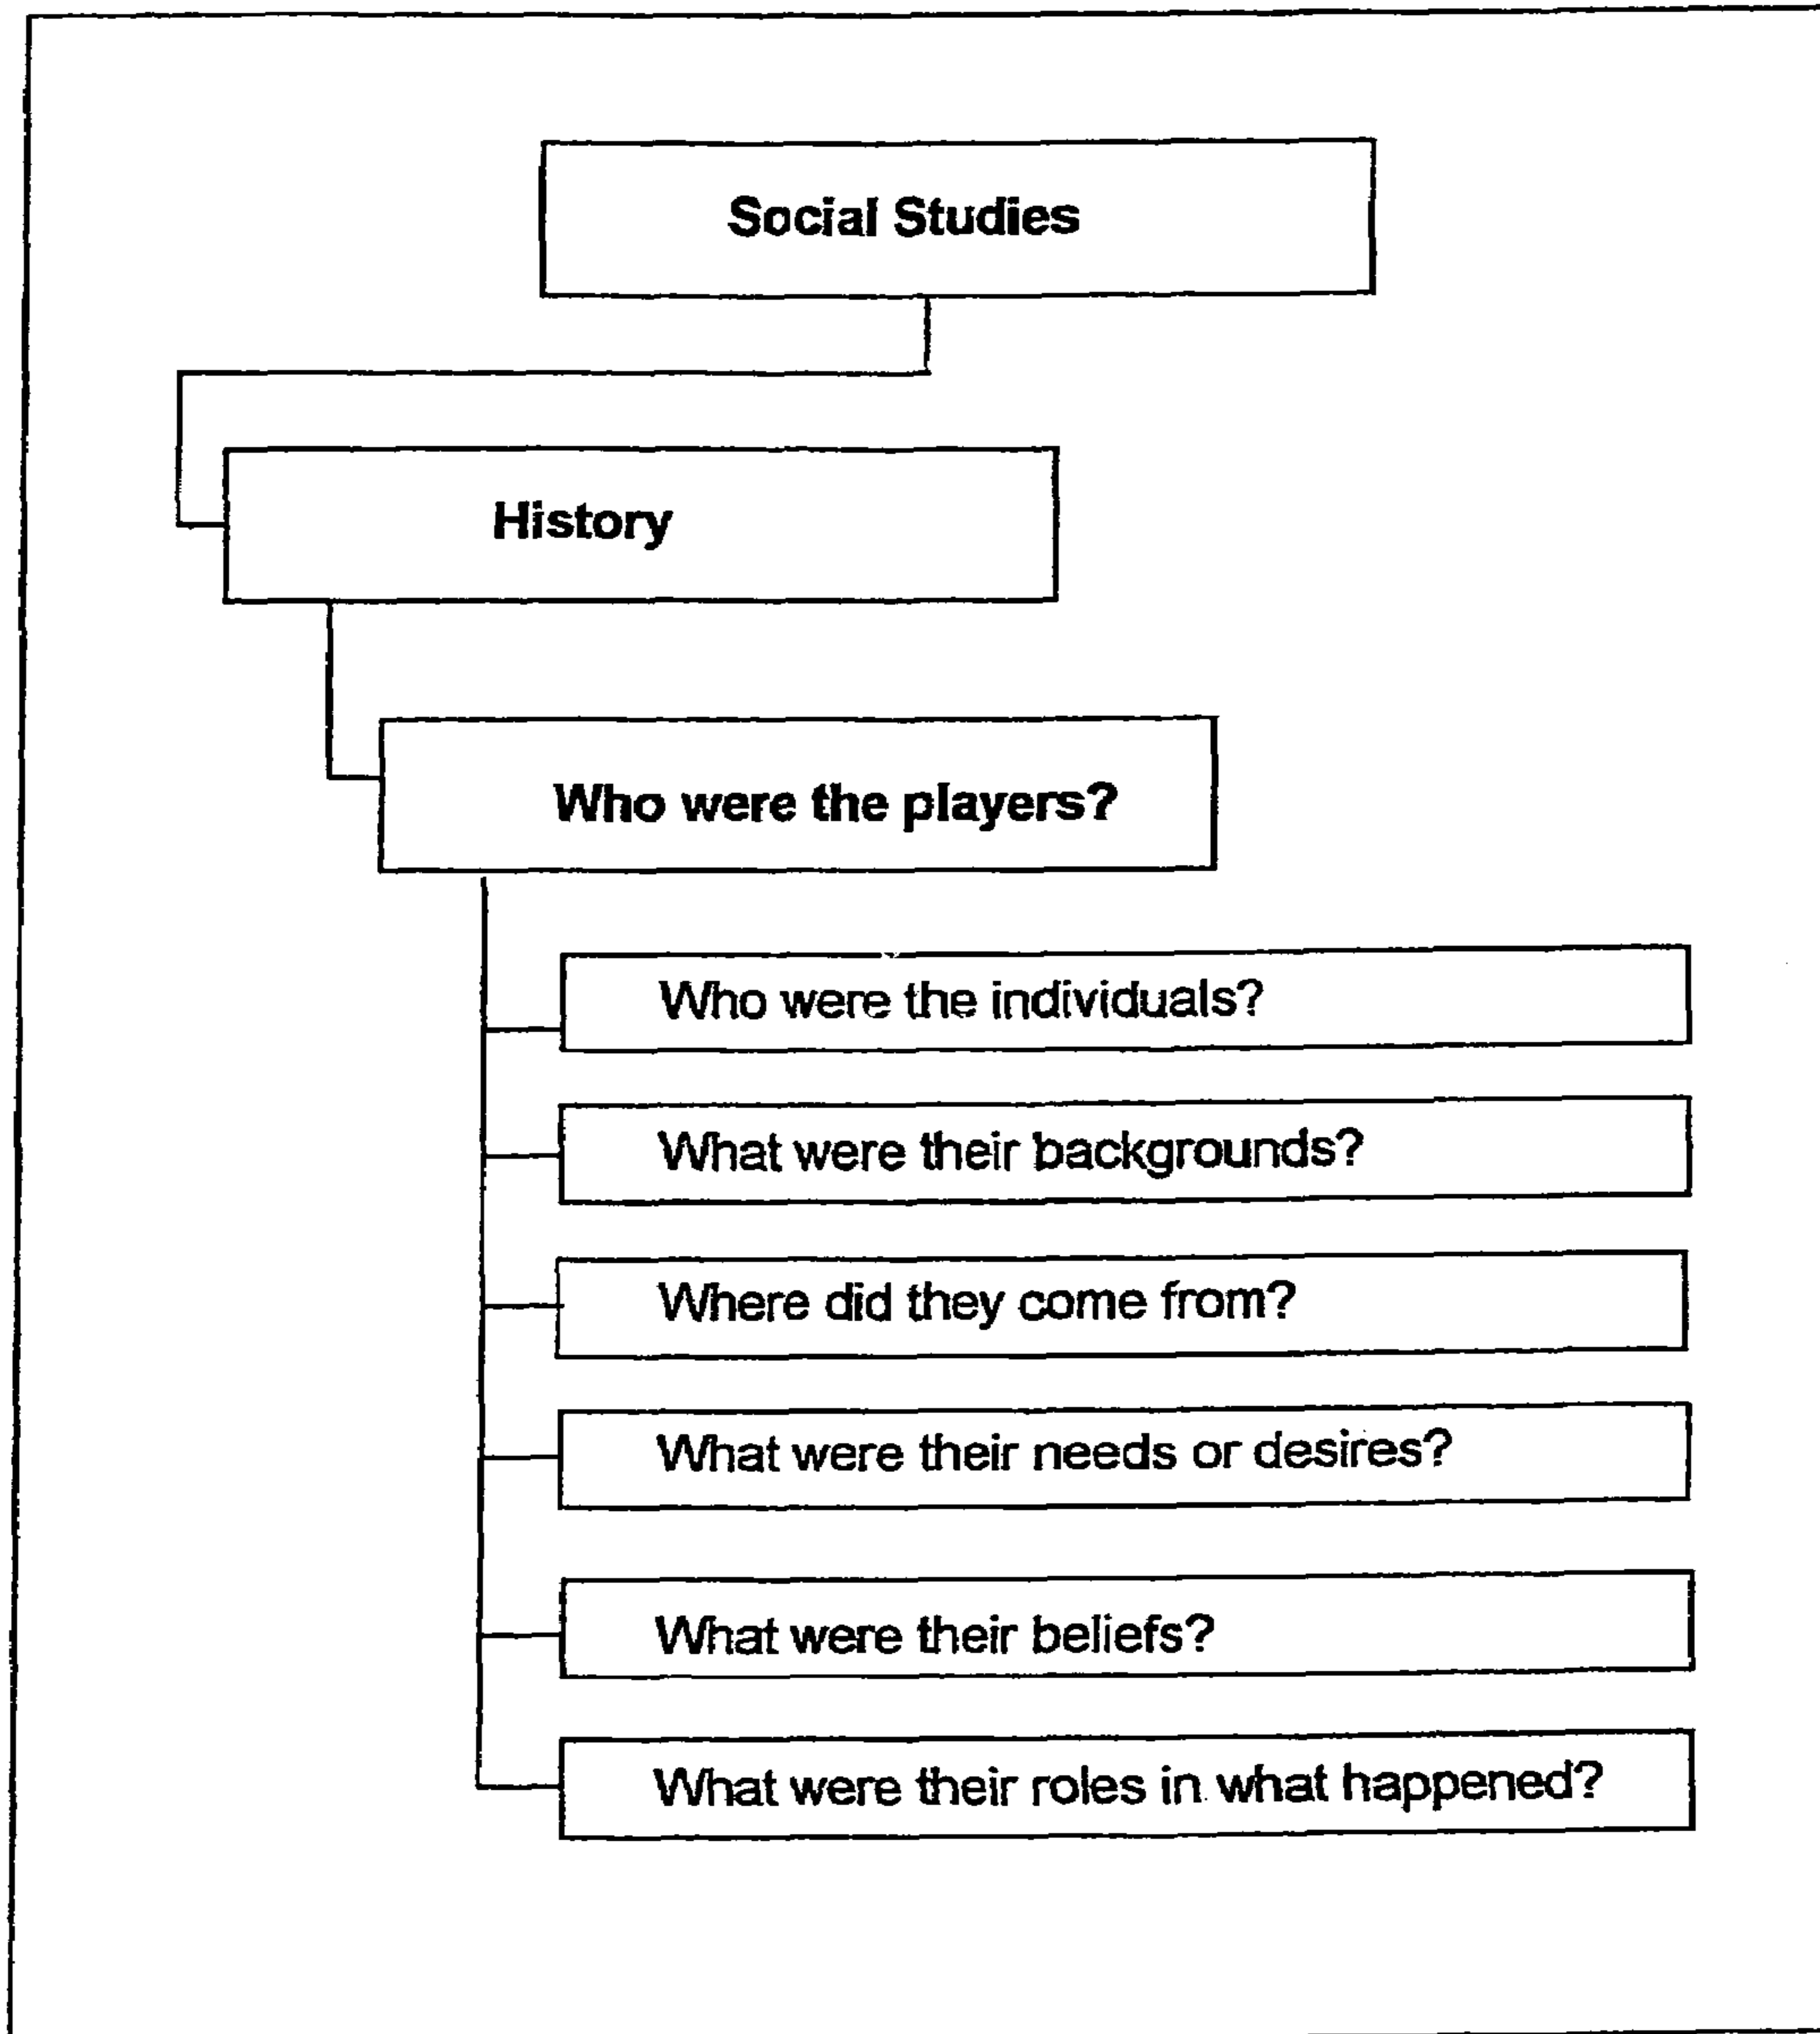 Social Studies
History
Who were the players?
Who were the individuals?
What were their backgrounds?
Where did they come from?
What were their needs or desires?
What were their beliefs?
What were their roles in what happened?